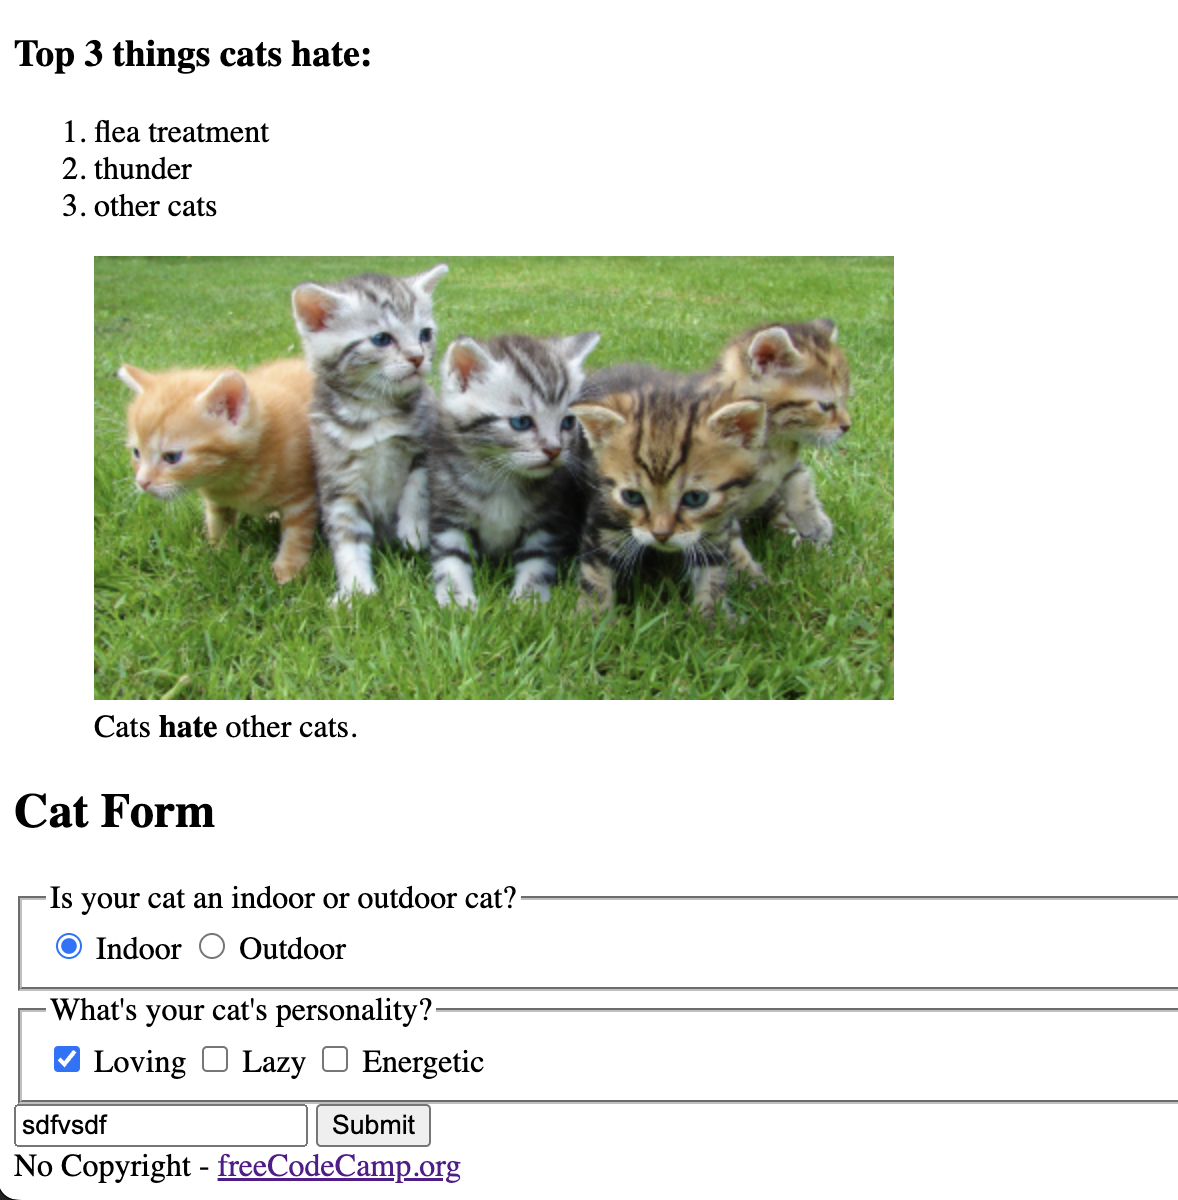 Top 3 things cats hate:
1. flea treatment
2. thunder
3. other cats
Cats hate other cats.
Cat Form
Is your cat an indoor or outdoor cat?
Indoor Outdoor
What's your cat's personality?
Loving Lazy Energetic
sdfvsdf Submit
No Copyright - freeCodeCamp.org